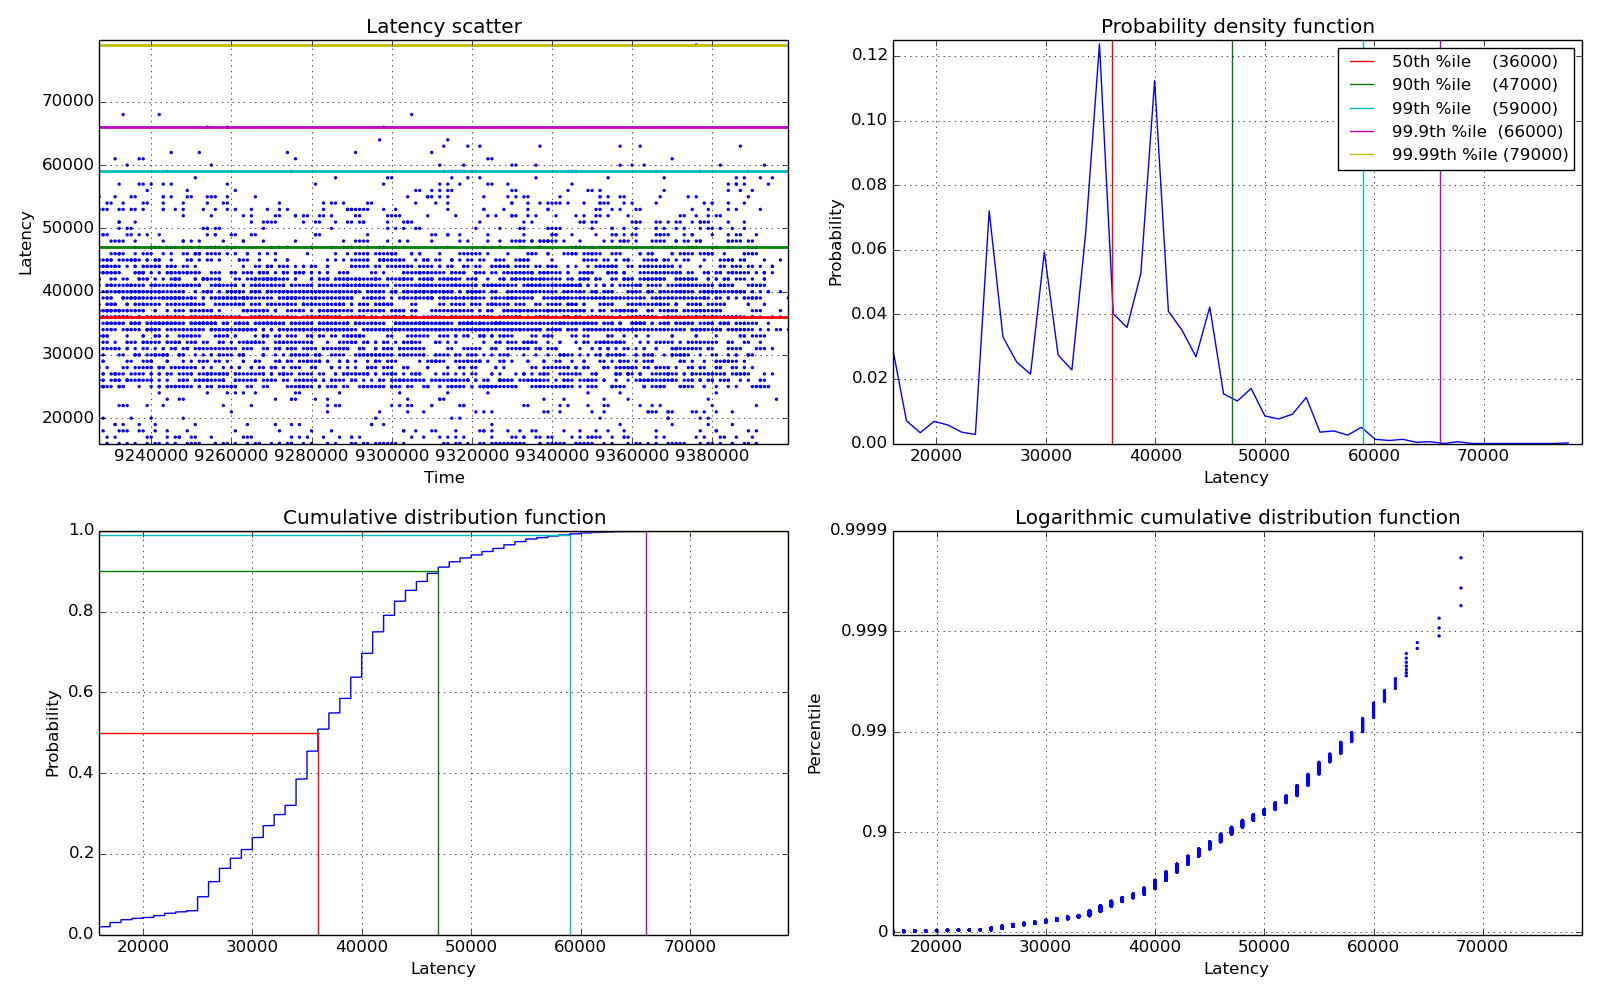 Latency scatter
70000
60000
50000
40000
30000
20000
Latency
9240000 9260000 9280000 9300000 9320000 9340000 9360000 9380000
Time
Probability density function
0.12
0.10
0.08
0.06
0.04
0.02
0.00
Probability
50th %ile (36000)
90th %ile (47000)
99th %ile (59000)
99.9th %ile (66000)
99.99th %ile (79000)
20000 30000 40000 50000 60000 70000
Latency
Cumulative distribution function
1.0
0.8
0.6
0.4
0.2
0.0
Probability
20000 30000 40000 50000 60000 70000
Latency
Logarithmic cumulative distribution function
0.9999
0.999
0.99
0.9
0
Percentile
20000 30000 40000 50000 60000 70000
Latency